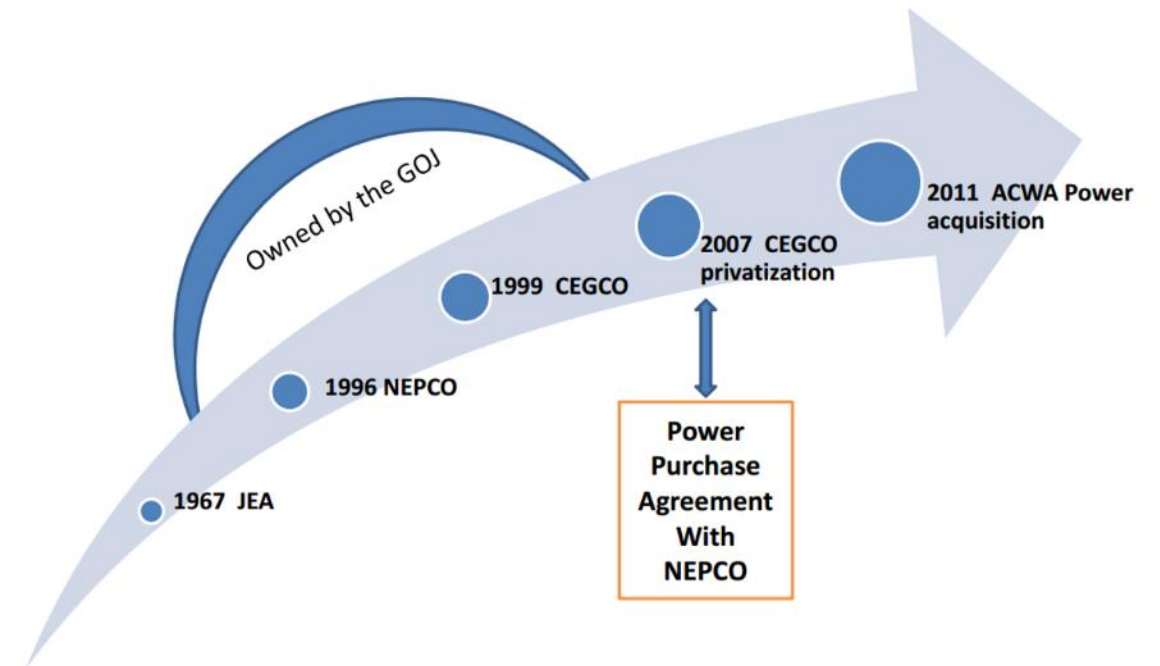 Owned by the GOJ
1967 JEA
1996 NEPCO
1999 CEGCO
2007 CEGCO
privatization
2011 ACWA Power
acquisition
Power
Purchase
Agreement
With
NEPCO